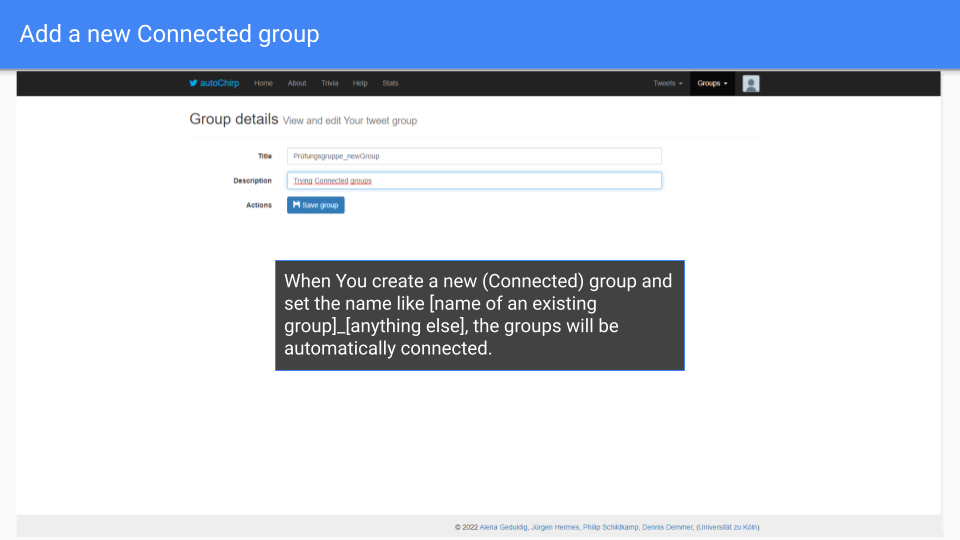 Add a new Connected group
autoChirp Home About Trivia Help Stats Tweets Groups
Group details View and edit Your tweet group
Title Prüfungsgruppe_newGroup
Description Trying Connected groups
Actions Save group
When You create a new (Connected) group and
set the name like [name of an existing
group]_[anything else], the groups will be
automatically connected.
© 2022 Alena Geduldig, Jürgen Hermes, Philip Schildkamp, Dennis Demmer, (Universität zu Köln)